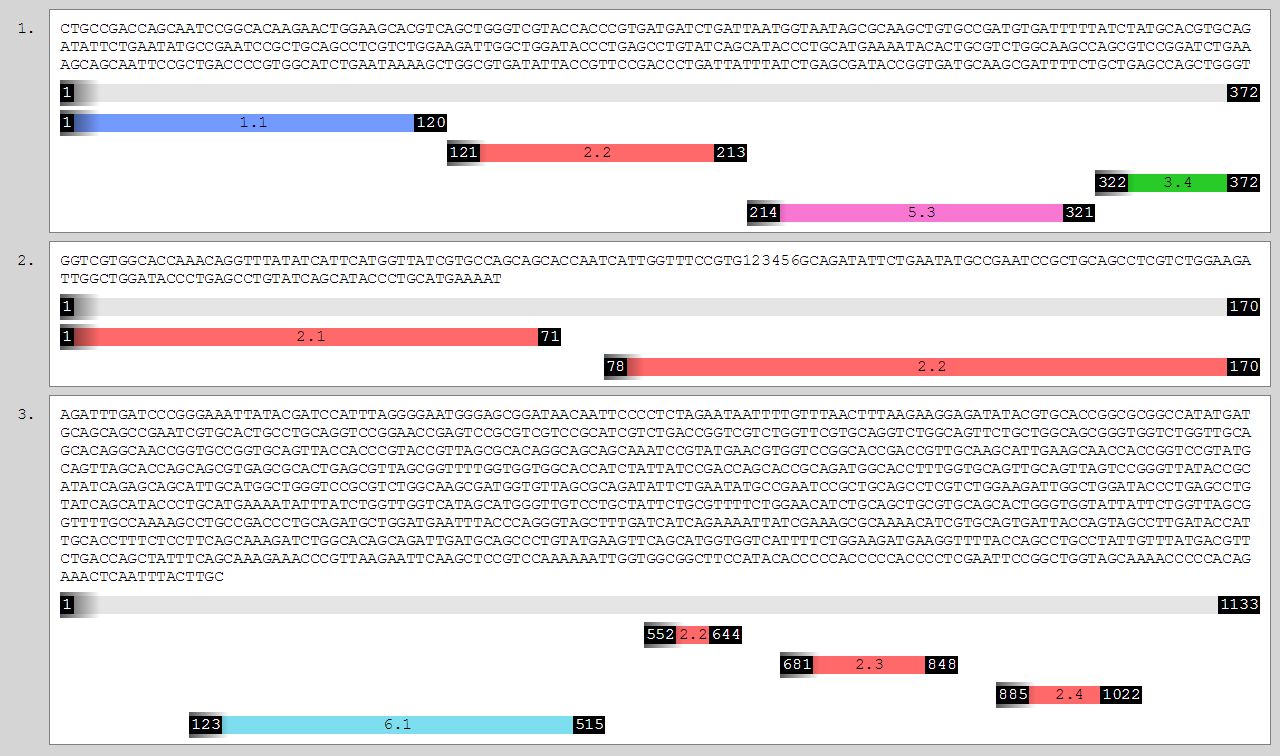 1.
CTGCCGACCAGCAATCCGGCACAAGAACTGGAAGCACGTCAGCTGGGTCGTACCACCCGTGATGATCTGATTAATGGTAATAGCGCAAGCTGTGCCGATGTGATTTTTATCTATGCACGTGCAG
ATATTCTGAATATGCCGAATCCGCTGCAGCCTCGTCTGGAAGATTGGCTGGATACCCTGAGCCTGTATCAGCATACCCTGCATGAAAATACACTGCGTCTGGCAAGCCAGCGTCCGGATCTGAA
AGCAGCAATTCCGCTGACCCCGTGGCATCTGAATAAAAGCTGGCGTGATATTACCGTTCCGACCCTGATTATTTATCTGAGCGATACCGGTGATGCAAGCGATTTTCTGCTGAGCCAGCTGGGT
1 372
1 1.1 120
121 2.2 213
322 3.4 372
214 5.3 321
2.
GGTCGTGGCACCAAACAGGTTTATATCATTCATGGTTATCGTGCCAGCAGCACCAATCATTGGTTTCCGTG123456GCAGATATTCTGAATATGCCGAATCCGCTGCAGCCTCGTCTGGAAGA
TTGGCTGGATACCCTGAGCCTGTATCAGCATACCCTGCATGAAAAT
1 170
1 2.1 71
78 2.2 170
3.
AGATTTGATCCCGGGAAATTATACGATCCATTTAGGGGAATGGGAGCGGATAACAATTCCCCTCTAGAATAATTTTGTTTAACTTTAAGAAGGAGATATACGTGCACCGGCGCGGCCATATGAT
GCAGCAGCCGAATCGTGCACTGCCTGCAGGTCCGGAACCGAGTCCGCGTCGTCCGCATCGTCTGACCGGTCGTCTGGTTCGTGCAGGTCTGGCAGTTCTGCTGGCAGCGGGTGGTCTGGTTGCA
GCACAGGCAACCGGTGCCGGTGCAGTTACCACCCGTACCGTTAGCGCACAGGCAGCAGCAAATCCGTATGAACGTGGTCCGGCACCGACCGTTGCAAGCATTGAAGCAACCACCGGTCCGTATG
CAGTTAGCACCAGCAGCGTGAGCGCACTGAGCGTTAGCGGTTTTGGTGGTGGCACCATCTATTATCCGACCAGCACCGCAGATGGCACCTTTGGTGCAGTTGCAGTTAGTCCGGGTTATACCGC
ATATCAGAGCAGCATTGCATGGCTGGGTCCGCGTCTGGCAAGCGATGGTGTTAGCGCAGATATTCTGAATATGCCGAATCCGCTGCAGCCTCGTCTGGAAGATTGGCTGGATACCCTGAGCCTG
TATCAGCATACCCTGCATGAAAATATTTATCTGGTTGGTCATAGCATGGGTTGTCCTGCTATTCTGCGTTTTCTGGAACATCTGCAGCTGCGTGCAGCACTGGGTGGTATTATTCTGGTTAGCG
GTTTTGCCAAAAGCCTGCCGACCCTGCAGATGCTGGATGAATTTACCCAGGGTAGCTTTGATCATCAGAAAATTATCGAAAGCGCAAAACATCGTGCAGTGATTACCAGTAGCCTTGATACCAT
TGCACCTTTCTCCTTCAGCAAAGATCTGGCACAGCAGATTGATGCAGCCCTGTATGAAGTTCAGCATGGTGGTCATTTTCTGGAAGATGAAGGTTTTACCAGCCTGCCTATTGTTTATGACGTT
CTGACCAGCTATTTCAGCAAAGAAACCCGTTAAGAATTCAAGCTCCGTCCAAAAAATTGGTGGCGGCTTCCATACACCCCCACCCCCACCCCTCGAATTCCGGCTGGTAGCAAAACCCCCACAG
AAACTCAATTTACTTGC
1 1133
552 2.2 644
681 2.3 848
885 2.4 1022
123 6.1 515